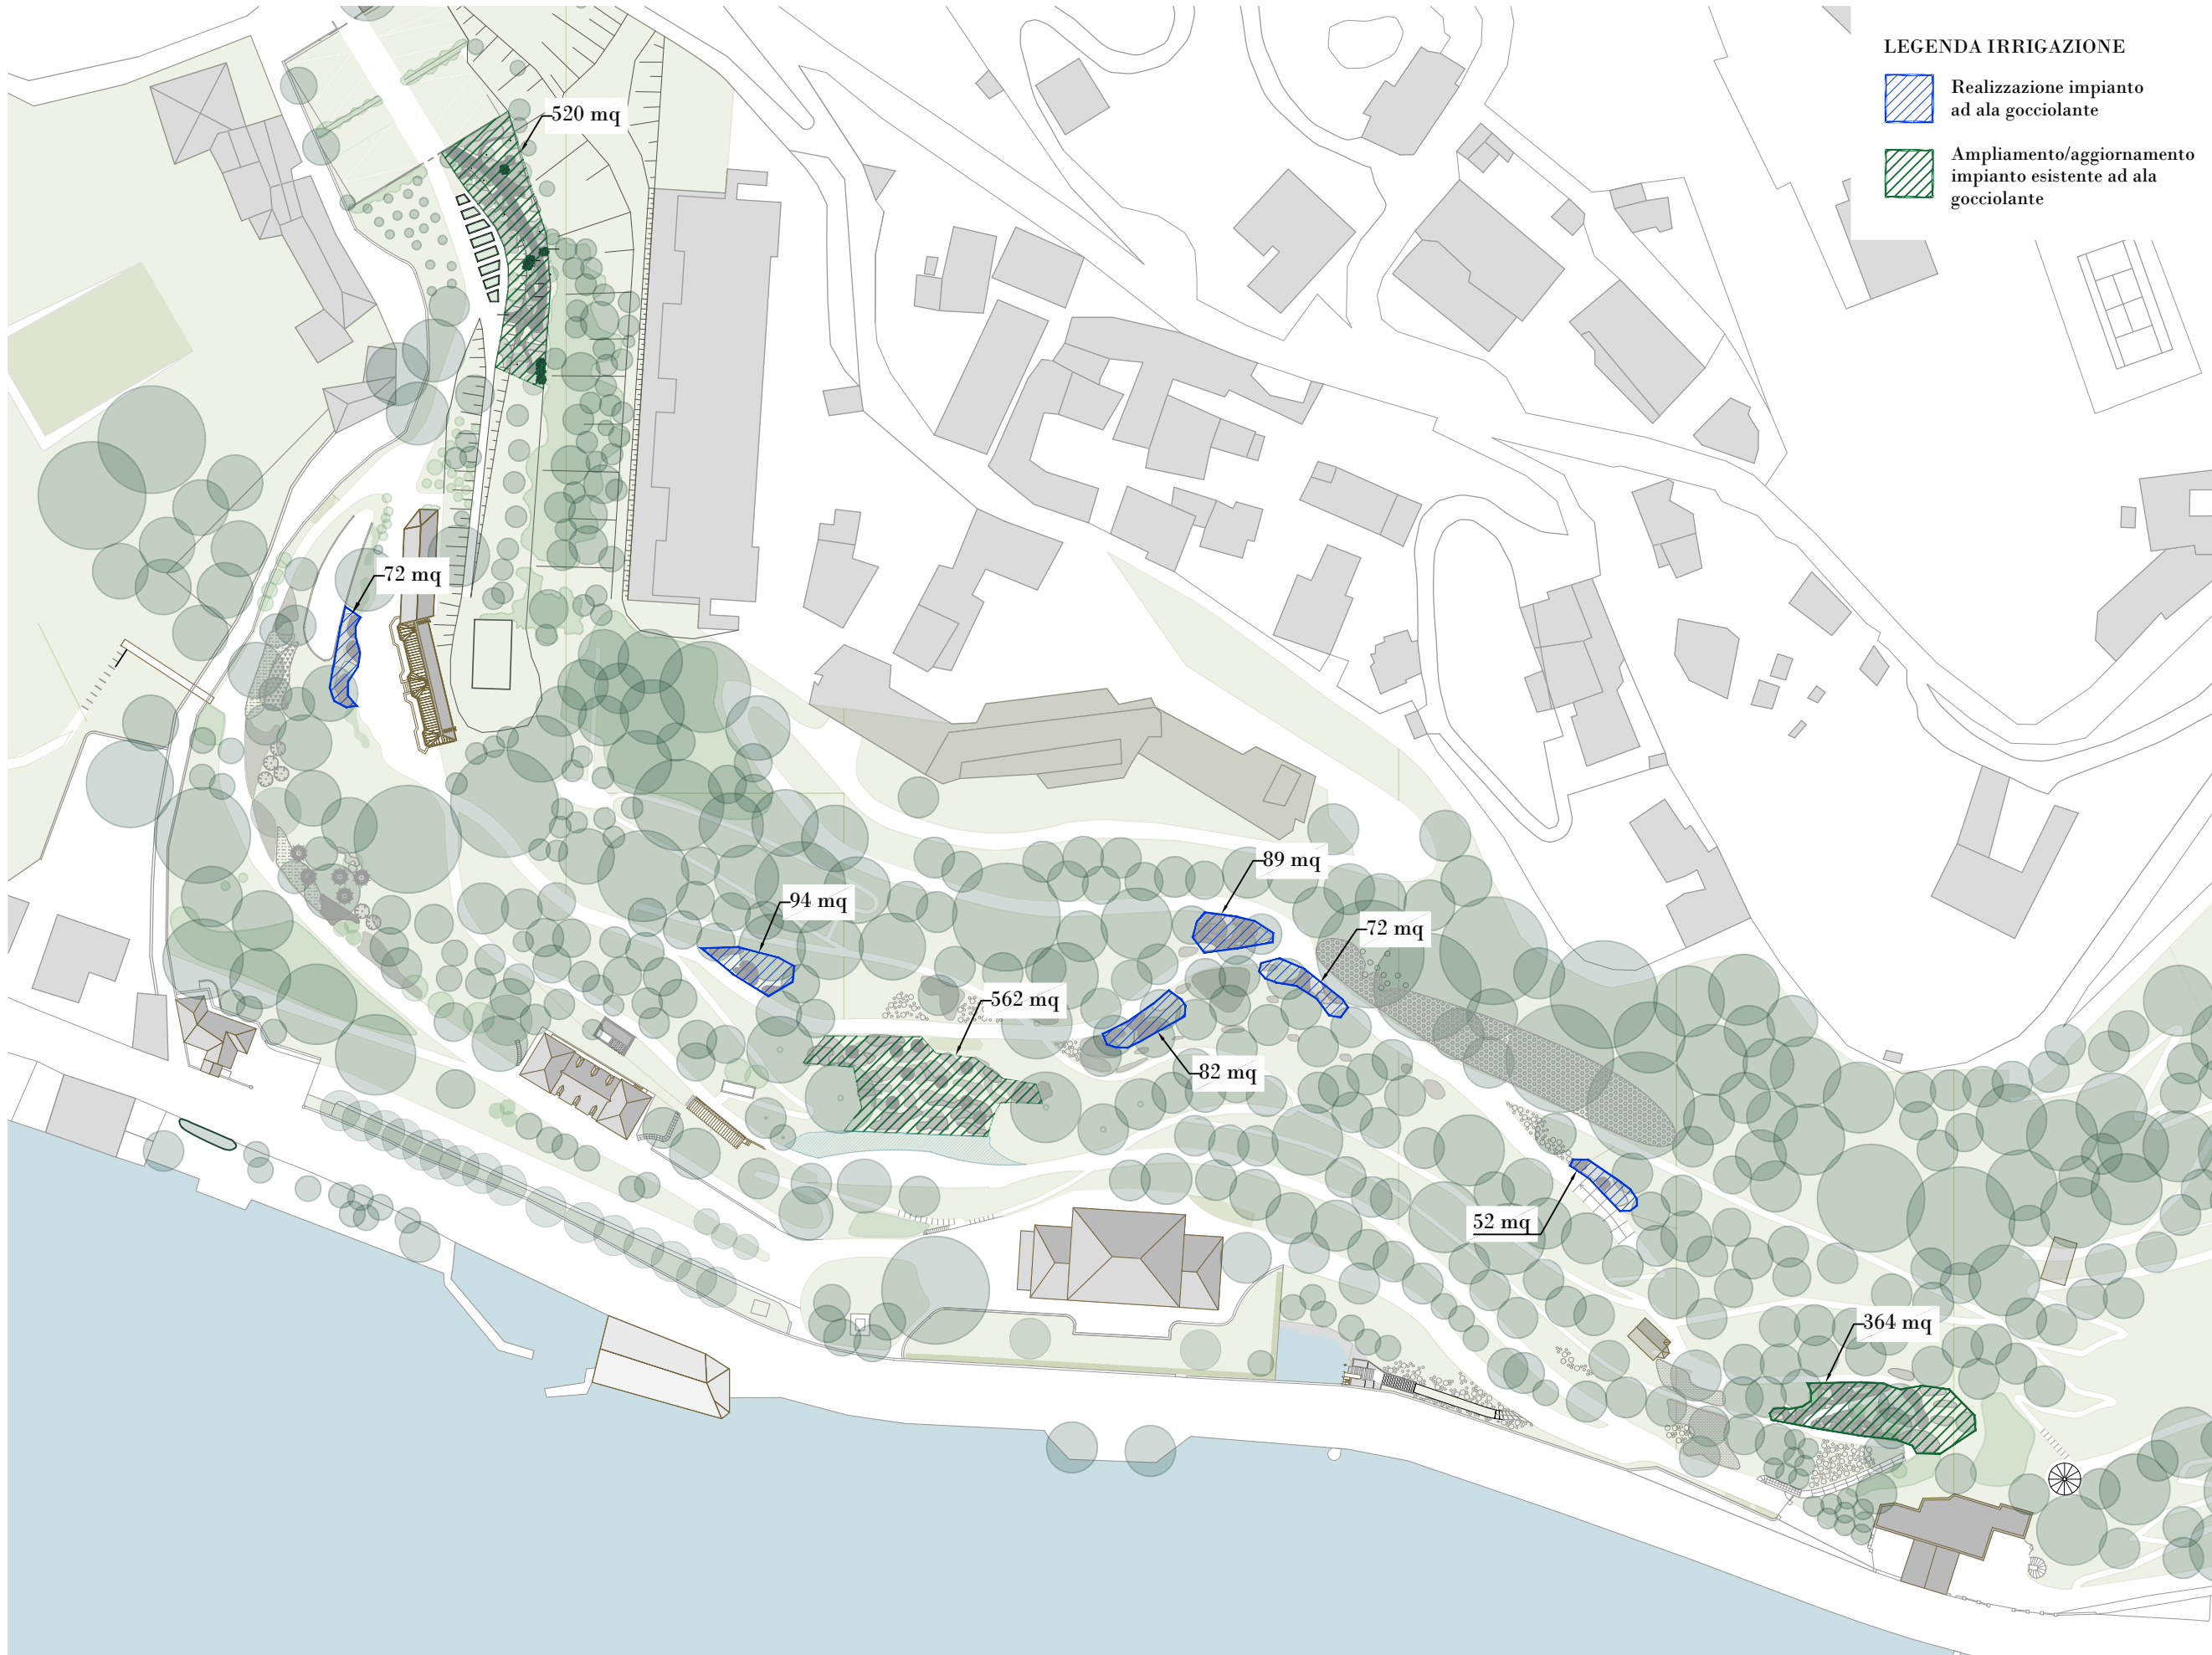 LEGENDA IRRIGAZIONE
Realizzazione impianto
ad ala gocciolante
Ampliamento/aggiornamento
impianto esistente ad ala
gocciolante
520 mq
72 mq
89 mq
94 mq
72 mq
562 mq
82 mq
52 mq
364 mq